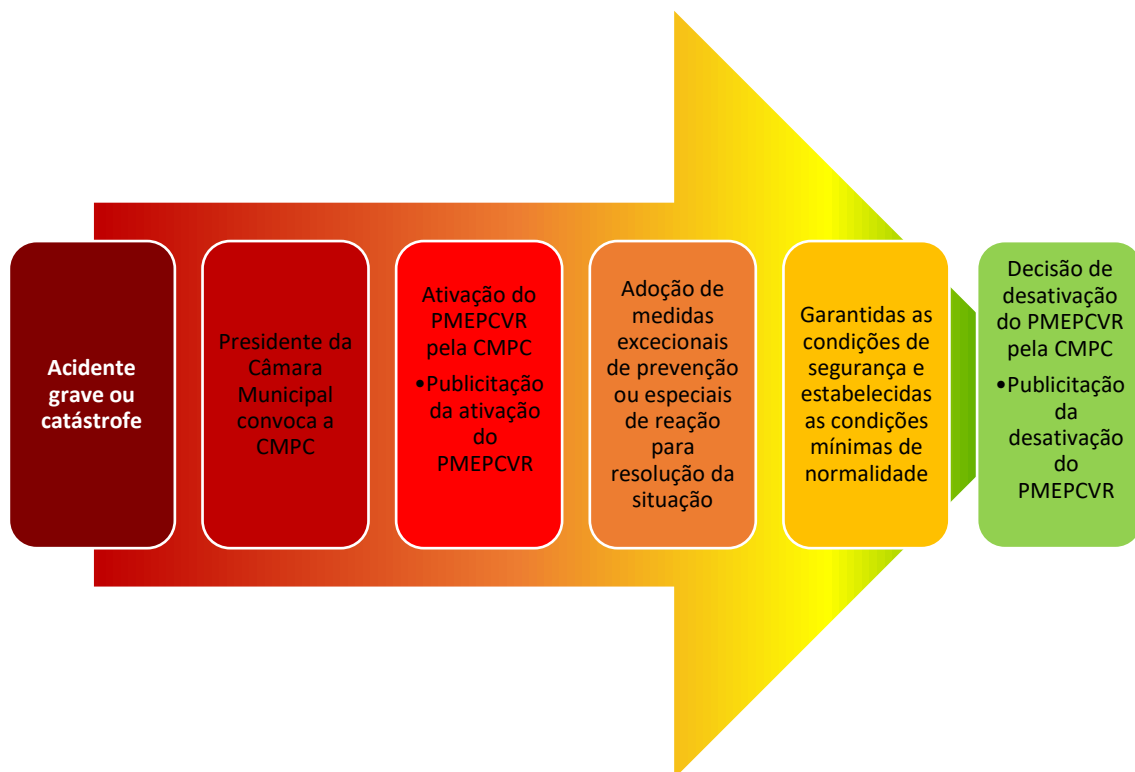 Acidente
grave ou
catástrofe
Presidente da
Câmara
Municipal
convoca a
CMPC
Ativação do
PMEPCVR
pela CMPC
•Publicitação
da ativação
do
PMEPCVR
Adoção de
medidas
excecionais
de prevenção
ou especiais
de reação
para
resolução da
situação
Garantidas as
condições de
segurança e
estabelecidas
as condições
mínimas de
normalidade
Decisão de
desativação
do PMEPCVR
pela CMPC
•Publicitação
da
desativação
do
PMEPCVR